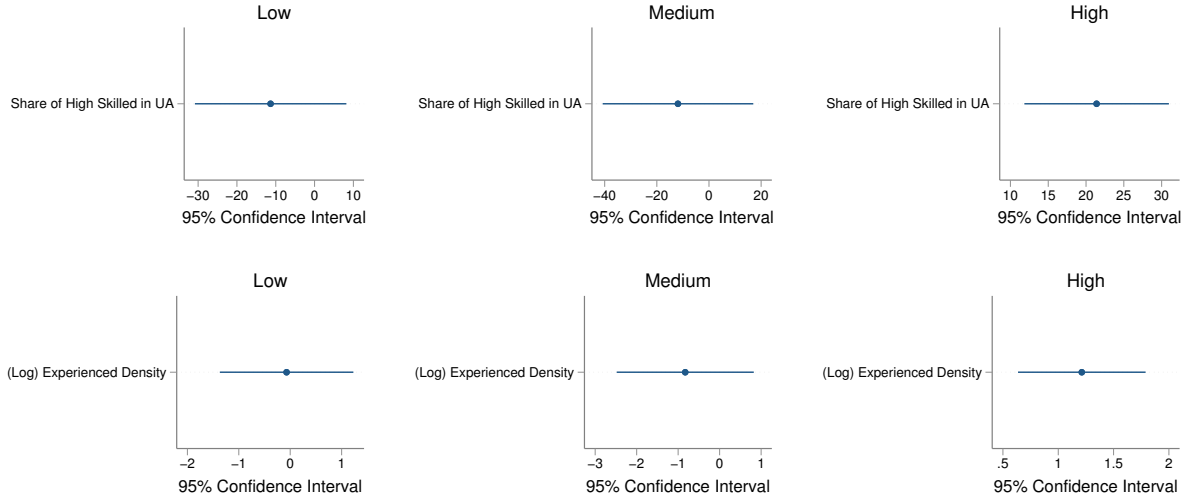 Low
Share of High Skilled in UA
−30 −20 −10 0 10
95% Confidence Interval
Medium
Share of High Skilled in UA
−40 −20 0 20
95% Confidence Interval
High
Share of High Skilled in UA
10 15 20 25 30
95% Confidence Interval
Low
(Log) Experienced Density
−2 −1 0 1
95% Confidence Interval
Medium
(Log) Experienced Density
−3 −2 −1 0 1
95% Confidence Interval
High
(Log) Experienced Density
.5 1 1.5 2
95% Confidence Interval